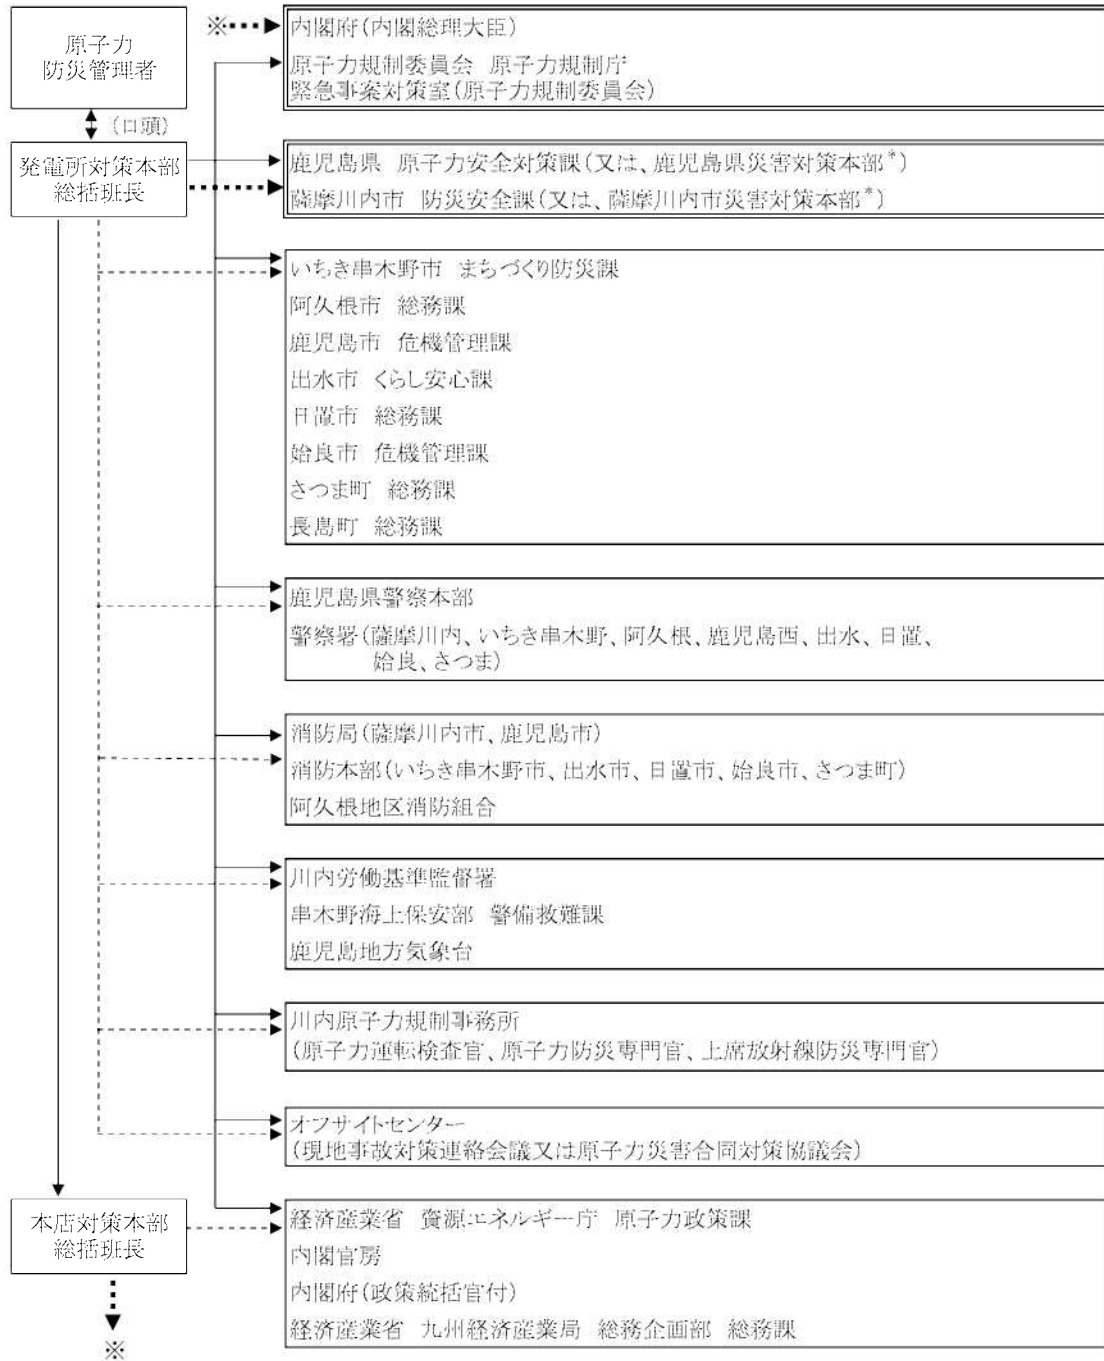 原子力
防災管理者
(口頭)
発電所対策本部
総括班長
※
内閣府(内閣総理大臣)
原子力規制委員会 原子力規制庁
緊急事案対策室(原子力規制委員会)
鹿児島県 原子力安全対策課(又は、鹿児島県災害対策本部*)
薩摩川内市 防災安全課(又は、薩摩川内市災害対策本部*)
いちき串木野市 まちづくり防災課
阿久根市 総務課
鹿児島市 危機管理課
出水市 くらし安心課
日置市 総務課
姶良市 危機管理課
さつま町 総務課
長島町 総務課
鹿児島県警察本部
警察署(薩摩川内、いちき串木野、阿久根、鹿児島西、出水、日置、
姶良、さつま)
消防局(薩摩川内市、鹿児島市)
消防本部(いちき串木野市、出水市、日置市、姶良市、さつま町)
阿久根地区消防組合
川内労働基準監督署
串木野海上保安部 警備救難課
鹿児島地方気象台
川内原子力規制事務所
(原子力運転検査官、原子力防災専門官、上席放射線防災専門官)
オフサイトセンター
(現地事故対策連絡会議又は原子力災害合同対策協議会)
本店対策本部
総括班長
※
経済産業省 資源エネルギー庁 原子力政策課
内閣官房
内閣府(政策統括官付)
経済産業省 九州経済産業局 総務企画部 総務課